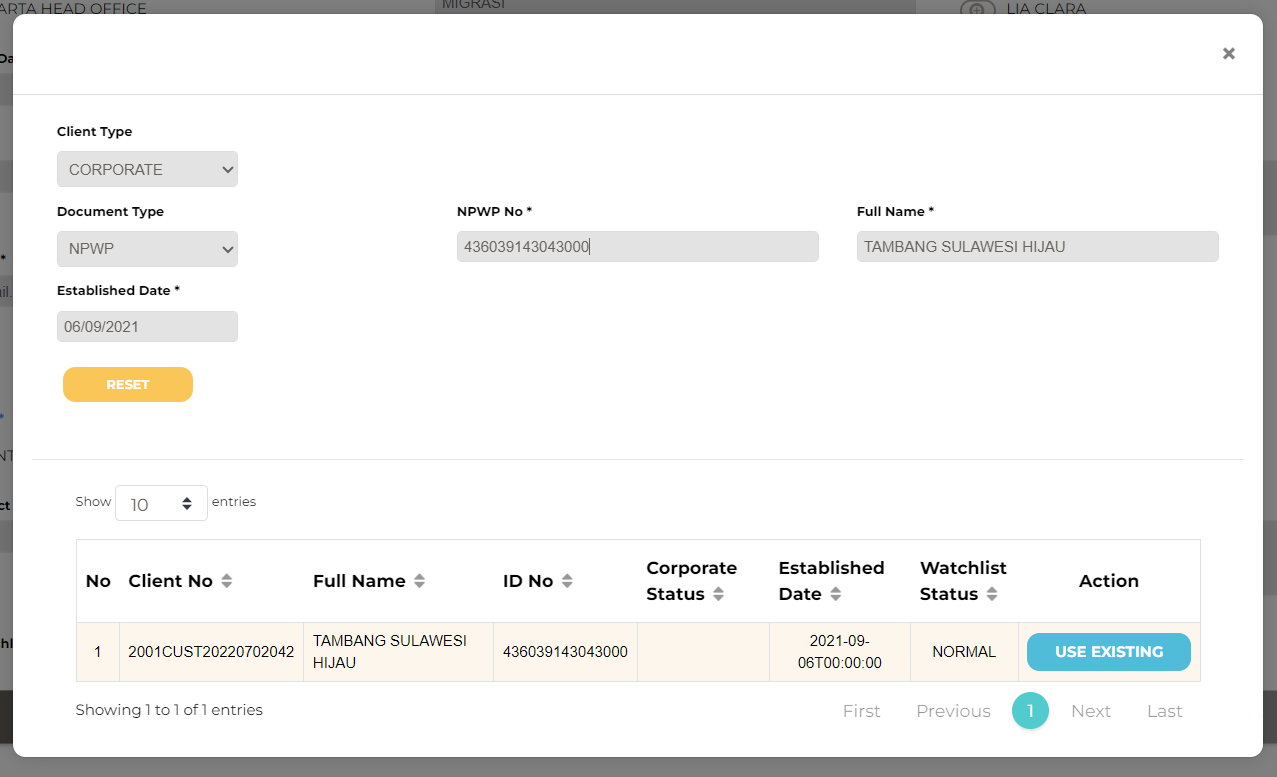 ARTA HEAD OFFICE
MIGRASI
LIA CLARA
×
Client Type
CORPORATE
Document Type
NPWP No *
Full Name *
NPWP
436039143043000
TAMBANG SULAWESI HIJAU
Established Date *
06/09/2021
RESET
Show 10 entries
No
Client No
Full Name
ID No
Corporate
Status
Established
Date
Watchlist
Status
Action
1
2001CUST20220702042
TAMBANG SULAWESI
HIJAU
436039143043000
2021-09-
06T00:00:00
NORMAL
USE EXISTING
Showing 1 to 1 of 1 entries
First
Previous
1
Next
Last